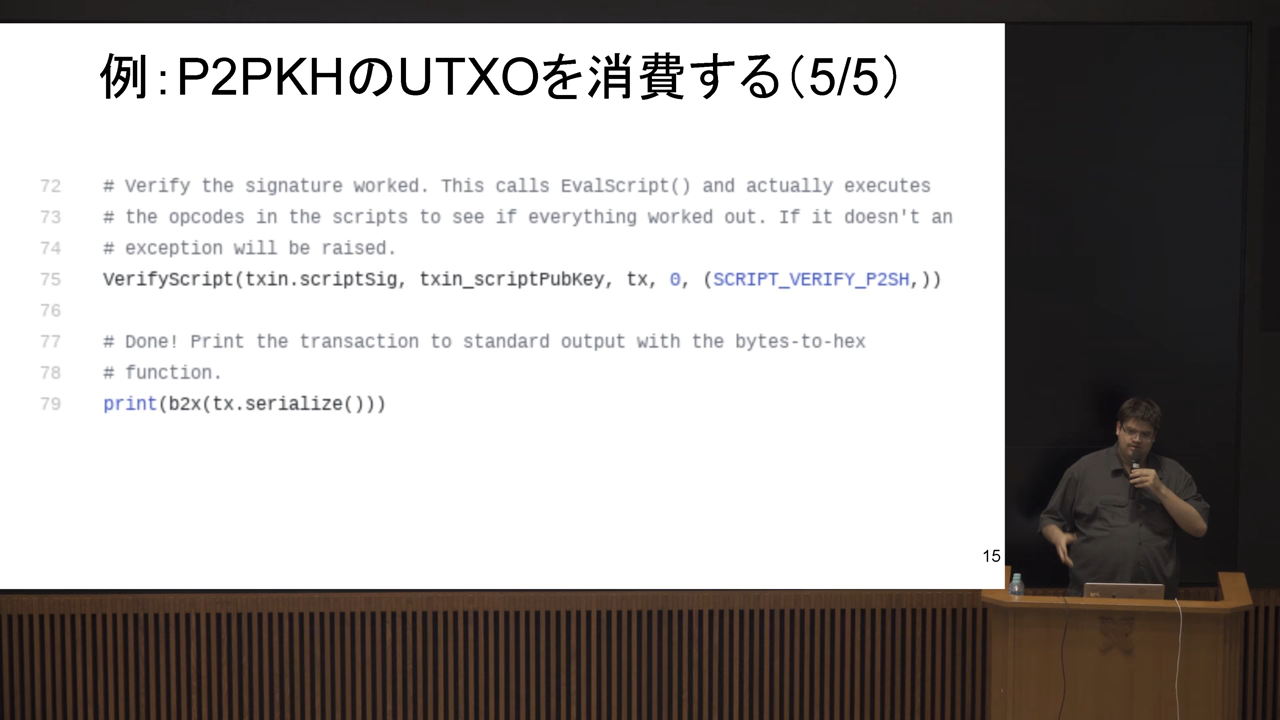 例：P2PKHのUTXOを消費する（5/5）
72 # Verify the signature worked. This calls EvalScript() and actually executes
73 # the opcodes in the scripts to see if everything worked out. If it doesn't an
74 # exception will be raised.
75 VerifyScript(txin.scriptSig, txin_scriptPubKey, tx, 0, (SCRIPT_VERIFY_P2SH,))
76
77 # Done! Print the transaction to standard output with the bytes-to-hex
78 # function.
79 print(b2x(tx.serialize()))
15